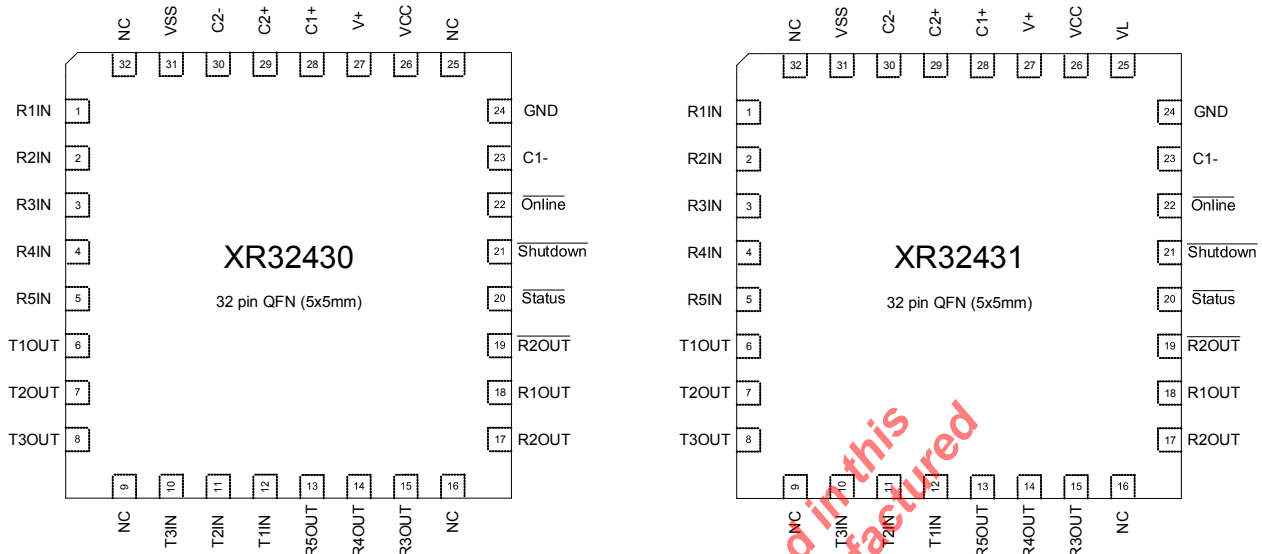 NC VSS C2- C2+ C1+ V+ VCC NC
32 31 30 29 28 27 26 25
R1IN 1 24 GND
R2IN 2 23 C1-
R3IN 3 22 Online
R4IN 4 21 Shutdown
R5IN 5 20 Status
T1OUT 6 19 R2OUT
T2OUT 7 18 R1OUT
T3OUT 8 17 R2OUT
XR32430
32 pin QFN (5x5mm)
9 10 11 12 13 14 15 16
NC T3IN T2IN T1IN R5OUT R4OUT R3OUT NC
NC VSS C2- C2+ C1+ V+ VCC VL
32 31 30 29 28 27 26 25
R1IN 1 24 GND
R2IN 2 23 C1-
R3IN 3 22 Online
R4IN 4 21 Shutdown
R5IN 5 20 Status
T1OUT 6 19 R2OUT
T2OUT 7 18 R1OUT
T3OUT 8 17 R2OUT
XR32431
32 pin QFN (5x5mm)
9 10 11 12 13 14 15 16
NC T3IN T2IN T1IN R5OUT R4OUT R3OUT NC
in this